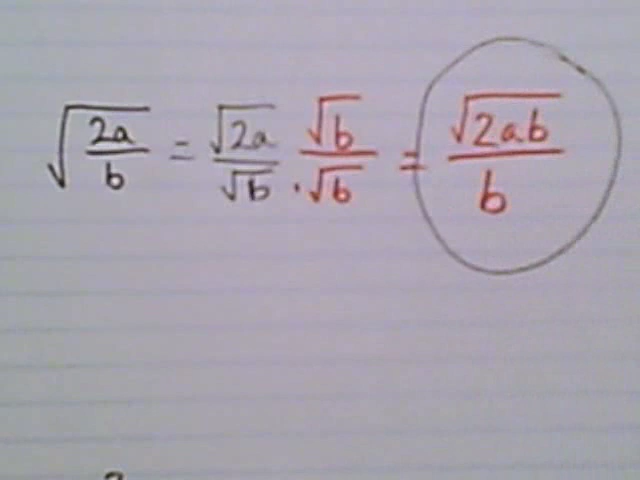 √(2a/b) = √2a/√b · √b/√b = √2ab/b